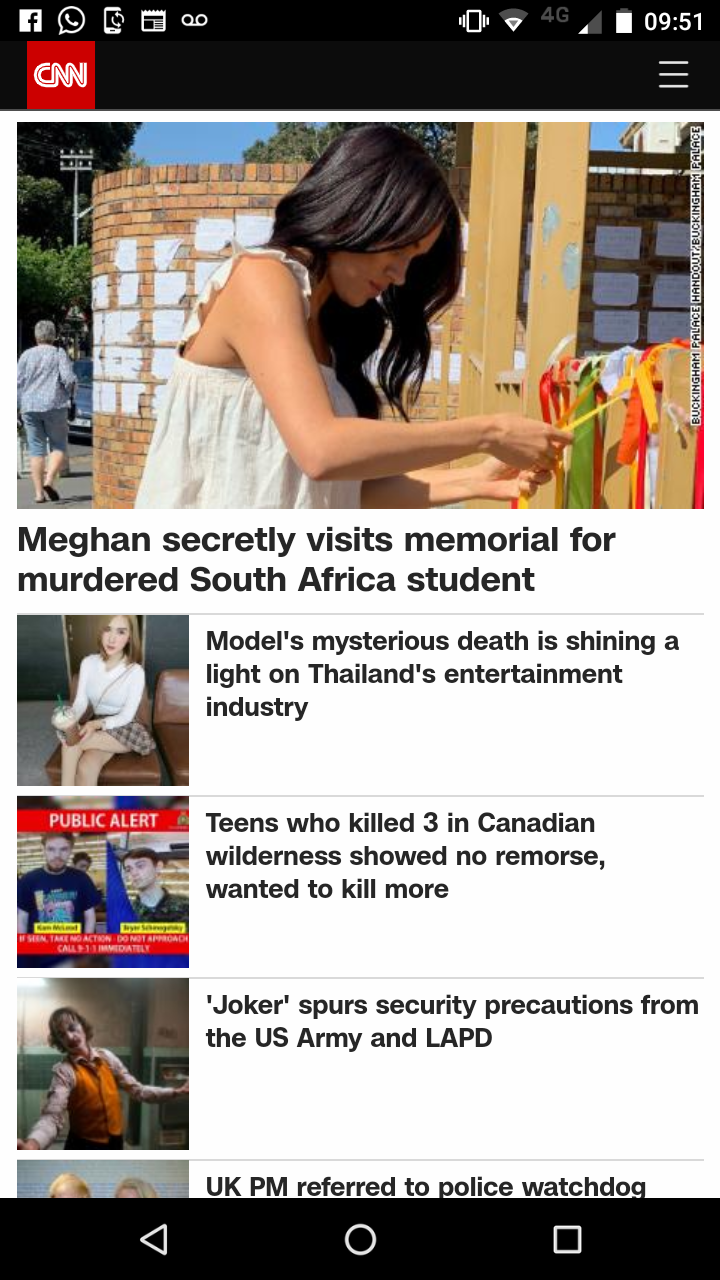 4G 09:51
CNN
BUCKINGHAM PALACE HANDOUT/BUCKINGHAM PALACE
Meghan secretly visits memorial for
murdered South Africa student
Model's mysterious death is shining a
light on Thailand's entertainment
industry
PUBLIC ALERT
Kam McLeod Bryer Schmegelsky
IF SEEN, TAKE NO ACTION - DO NOT APPROACH
CALL 9-1-1 IMMEDIATELY
Teens who killed 3 in Canadian
wilderness showed no remorse,
wanted to kill more
'Joker' spurs security precautions from
the US Army and LAPD
UK PM referred to police watchdog